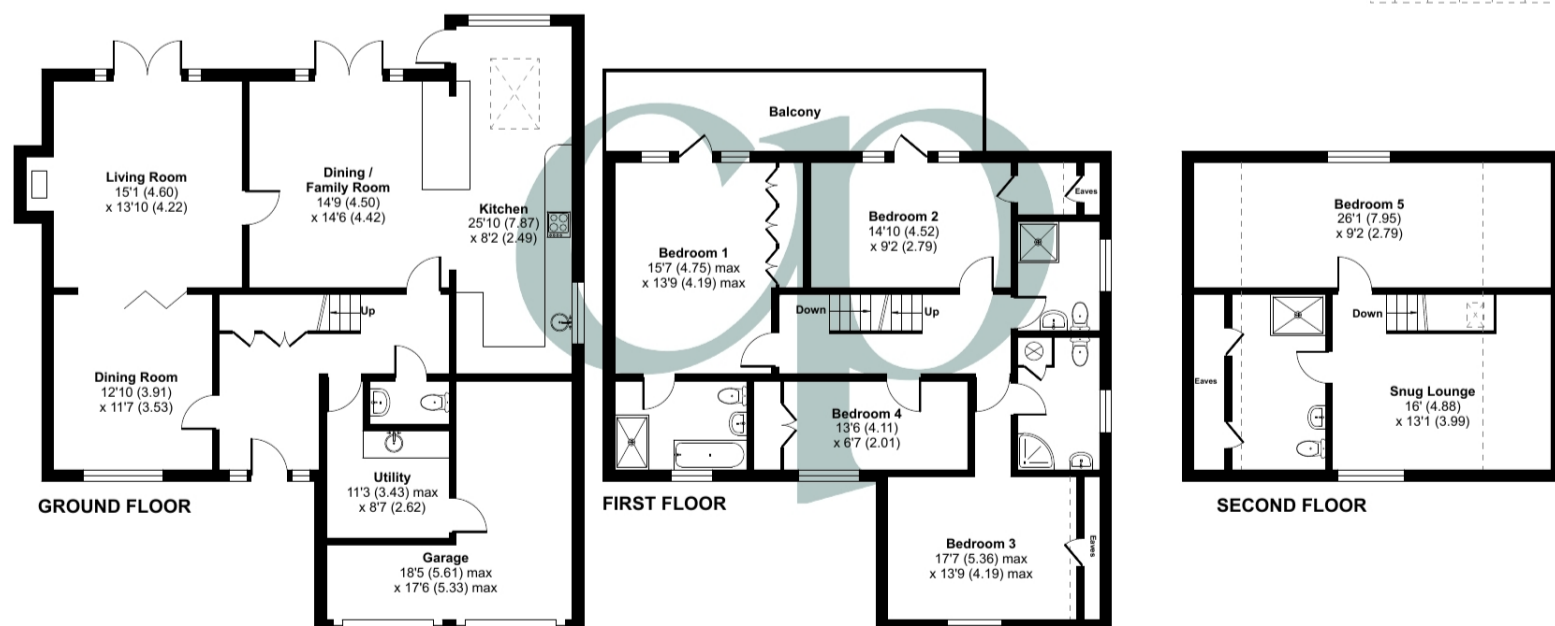 Living Room
15'1 (4.60)
x 13'10 (4.22)
Dining /
Family Room
14'9 (4.50)
x 14'6 (4.42)
Kitchen
25'10 (7.87)
x 8'2 (2.49)
Up
Dining Room
12'10 (3.91)
x 11'7 (3.53)
Utility
11'3 (3.43) max
x 8'7 (2.62)
Garage
18'5 (5.61) max
x 17'6 (5.33) max
GROUND FLOOR
Balcony
Bedroom 1
15'7 (4.75) max
x 13'9 (4.19) max
Bedroom 2
14'10 (4.52)
x 9'2 (2.79)
Eaves
Down
Up
Bedroom 4
13'6 (4.11)
x 6'7 (2.01)
Bedroom 3
17'7 (5.36) max
x 13'9 (4.19) max
Eaves
FIRST FLOOR
cp
Bedroom 5
26'1 (7.95)
x 9'2 (2.79)
Down
Eaves
Snug Lounge
16' (4.88)
x 13'1 (3.99)
SECOND FLOOR